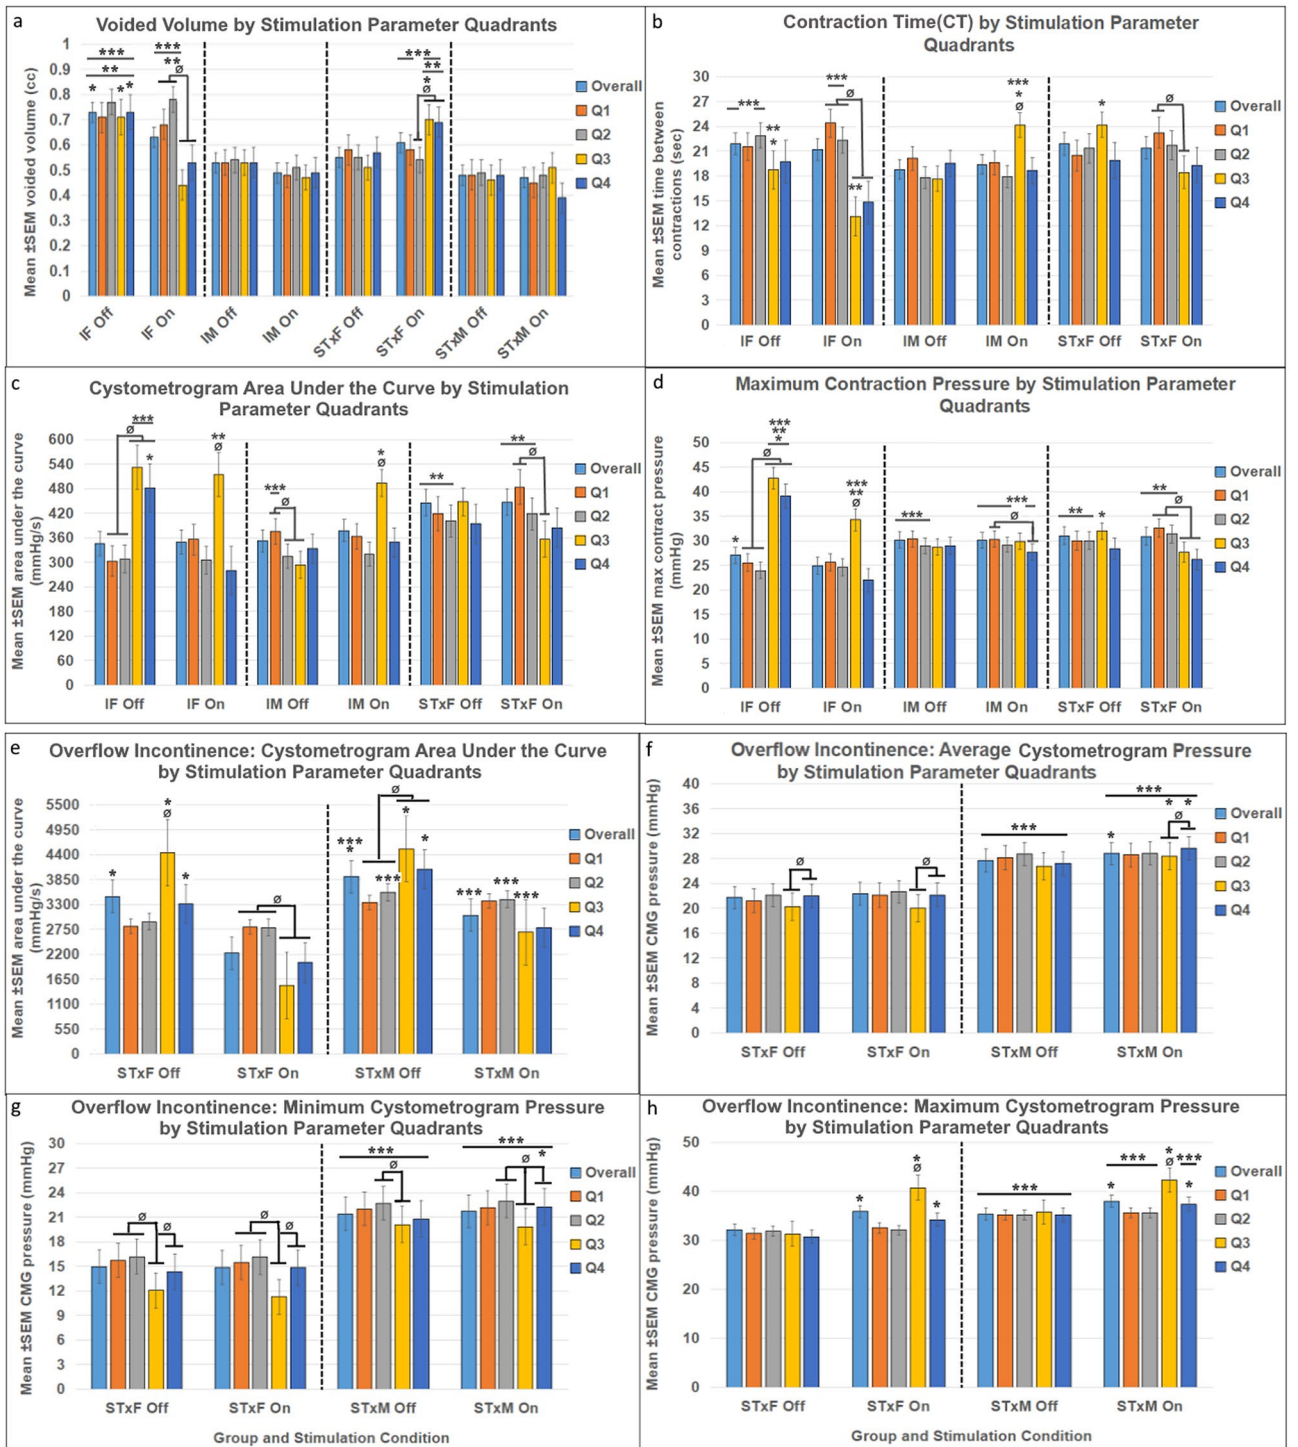 a
Voided Volume by Stimulation Parameter Quadrants
Mean ±SEM voided volume (cc)
1
0.9
0.8
0.7
0.6
0.5
0.4
0.3
0.2
0.1
0
*** ** * * * *** ** ø *** ** * ø
IF Off IF On IM Off IM On STxF Off STxF On STxM Off STxM On
Overall
Q1
Q2
Q3
Q4
b
Contraction Time(CT) by Stimulation Parameter
Quadrants
Mean ±SEM time between
contractions (sec)
30
27
24
21
18
15
12
9
6
3
0
*** ** * *** ø ** *** * ø * ø
IF Off IF On IM Off IM On STxF Off STxF On
Overall
Q1
Q2
Q3
Q4
c
Cystometrogram Area Under the Curve by Stimulation
Parameter Quadrants
Mean ±SEM area under the curve
(mmHg/s)
600
540
480
420
360
300
240
180
120
60
0
*** ø * ** ø *** ø * ø ** ** ø
IF Off IF On IM Off IM On STxF Off STxF On
Overall
Q1
Q2
Q3
Q4
d
Maximum Contraction Pressure by Stimulation Parameter
Quadrants
Mean ±SEM max contract pressure
(mmHg)
50
45
40
35
30
25
20
15
10
5
0
* ø *** ** * *** ** ø *** *** ø ** * ** ø
IF Off IF On IM Off IM On STxF Off STxF On
Overall
Q1
Q2
Q3
Q4
e
Overflow Incontinence: Cystometrogram Area Under the Curve
by Stimulation Parameter Quadrants
Mean ±SEM area under the curve
(mmHg/s)
5500
4950
4400
3850
3300
2750
2200
1650
1100
550
0
* * ø * ø *** * *** ø * * *** *** ***
STxF Off STxF On STxM Off STxM On
Overall
Q1
Q2
Q3
Q4
f
Overflow Incontinence: Average Cystometrogram Pressure
by Stimulation Parameter Quadrants
Mean ±SEM CMG pressure (mmHg)
40
36
32
28
24
20
16
12
8
4
0
ø ø *** *** * * * ø
STxF Off STxF On STxM Off STxM On
Overall
Q1
Q2
Q3
Q4
g
Overflow Incontinence: Minimum Cystometrogram Pressure
by Stimulation Parameter Quadrants
Mean ±SEM CMG pressure (mmHg)
30
27
24
21
18
15
12
9
6
3
0
ø ø ø ø *** ø *** ø *
STxF Off STxF On STxM Off STxM On
Group and Stimulation Condition
Overall
Q1
Q2
Q3
Q4
h
Overflow Incontinence: Maximum Cystometrogram Pressure
by Stimulation Parameter Quadrants
Mean ±SEM CMG pressure (mmHg)
50
40
30
20
10
0
* * ø * *** * *** * ø *** *
STxF Off STxF On STxM Off STxM On
Group and Stimulation Condition
Overall
Q1
Q2
Q3
Q4